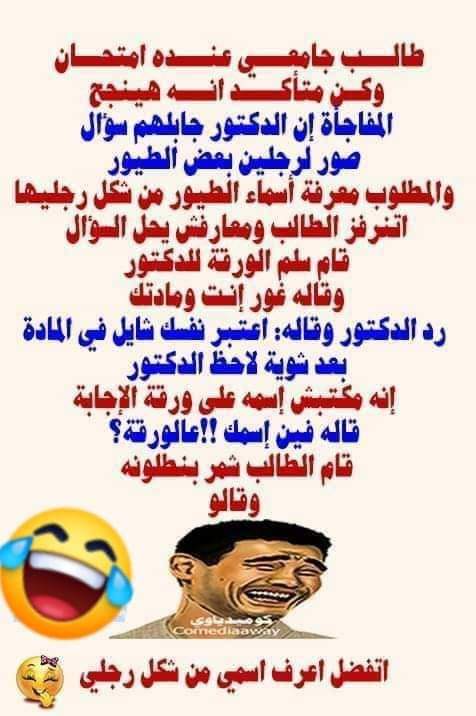 طالب جامعي عنده امتحان
وكن متأكد انه هينجح
المفاجأة إن الدكتور جابلهم سؤال
صور لرجلين بعض الطيور
والمطلوب معرفة أسماء الطيور من شكل رجليها
اتنرفز الطالب ومعارفش يحل السؤال
قام سلم الورقة للدكتور
وقاله غور إنت ومادتك
رد الدكتور وقاله: اعتبر نفسك شايل في المادة
بعد شوية لاحظ الدكتور
إنه مكتبش إسمه على ورقة الإجابة
قاله فين إسمك !!عالورقة؟
قام الطالب شمر بنطلونه
وقالو
كوميدياوي
Comediaaway
اتفضل اعرف اسمي من شكل رجلي